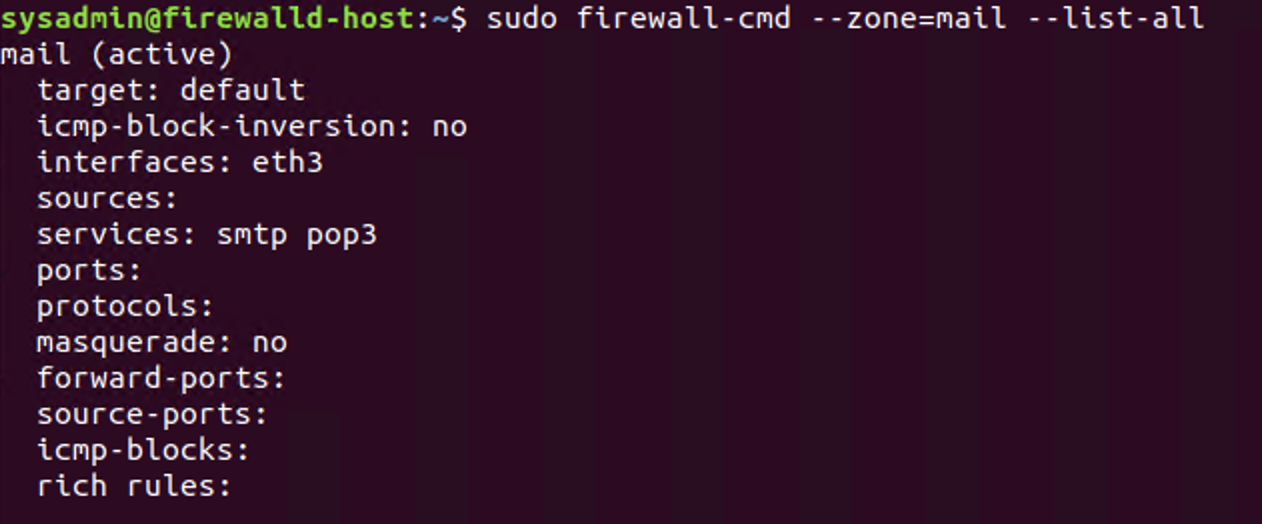 sysadmin@firewalld-host:~$ sudo firewall-cmd --zone=mail --list-all
mail (active)
  target: default
  icmp-block-inversion: no
  interfaces: eth3
  sources:
  services: smtp pop3
  ports:
  protocols:
  masquerade: no
  forward-ports:
  source-ports:
  icmp-blocks:
  rich rules: